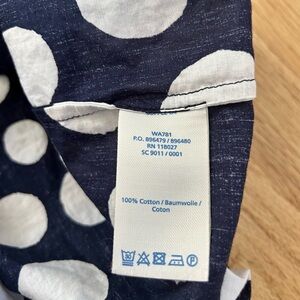 WA781
P.O. 896479 / 896480
RN 118027
SC 9011 / 0001
100% Cotton / Baumwolle /
Coton